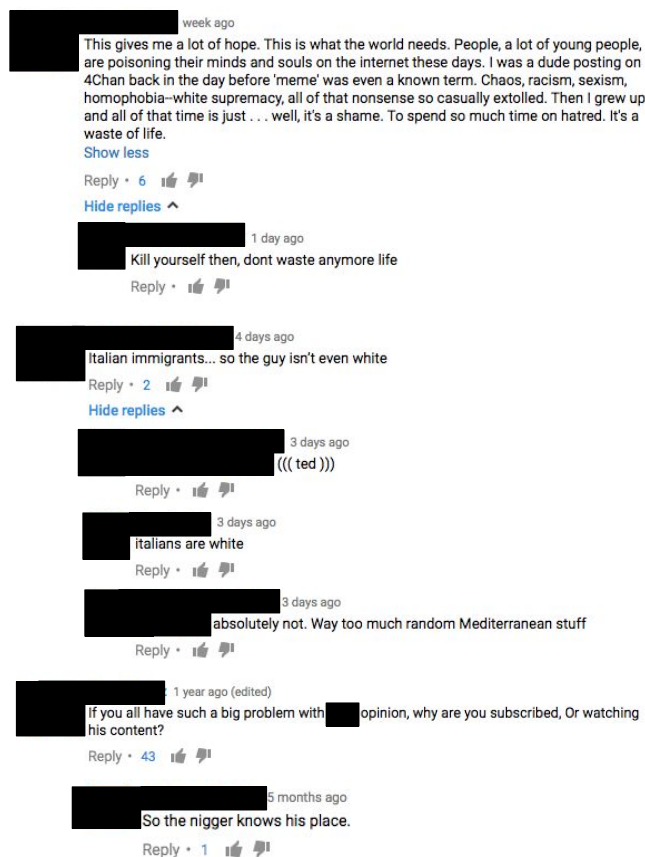 week ago
This gives me a lot of hope. This is what the world needs. People, a lot of young people,
are poisoning their minds and souls on the internet these days. I was a dude posting on
4Chan back in the day before 'meme' was even a known term. Chaos, racism, sexism,
homophobia--white supremacy, all of that nonsense so casually extolled. Then I grew up
and all of that time is just . . . well, it's a shame. To spend so much time on hatred. It's a
waste of life.
Show less
Reply • 6
Hide replies
1 day ago
Kill yourself then, dont waste anymore life
Reply •
4 days ago
Italian immigrants... so the guy isn't even white
Reply • 2
Hide replies
3 days ago
((( ted )))
Reply •
3 days ago
italians are white
Reply •
3 days ago
absolutely not. Way too much random Mediterranean stuff
Reply •
1 year ago (edited)
If you all have such a big problem with opinion, why are you subscribed, Or watching
his content?
Reply • 43
5 months ago
So the nigger knows his place.
Reply • 1